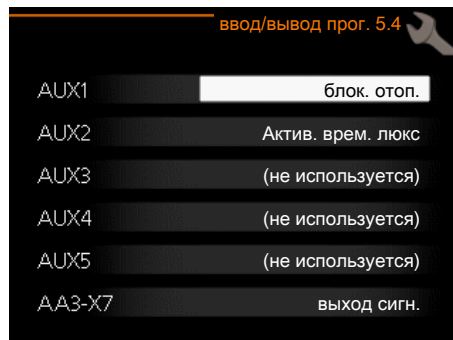 ввод/вывод прог. 5.4
AUX1 блок. отоп.
AUX2 Актив. врем. люкс
AUX3 (не используется)
AUX4 (не используется)
AUX5 (не используется)
AA3-X7 выход сигн.